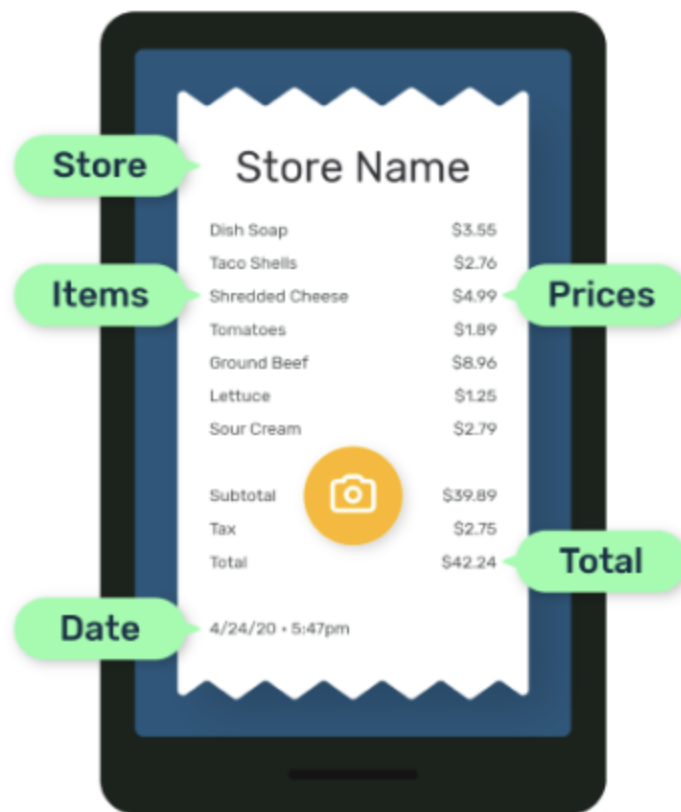 Store
Store Name
Dish Soap $3.55
Taco Shells $2.76
Items
Shredded Cheese $4.99
Prices
Tomatoes $1.89
Ground Beef $8.96
Lettuce $1.25
Sour Cream $2.79
Subtotal $39.89
Tax $2.75
Total $42.24
Total
Date
4/24/20 • 5:47pm